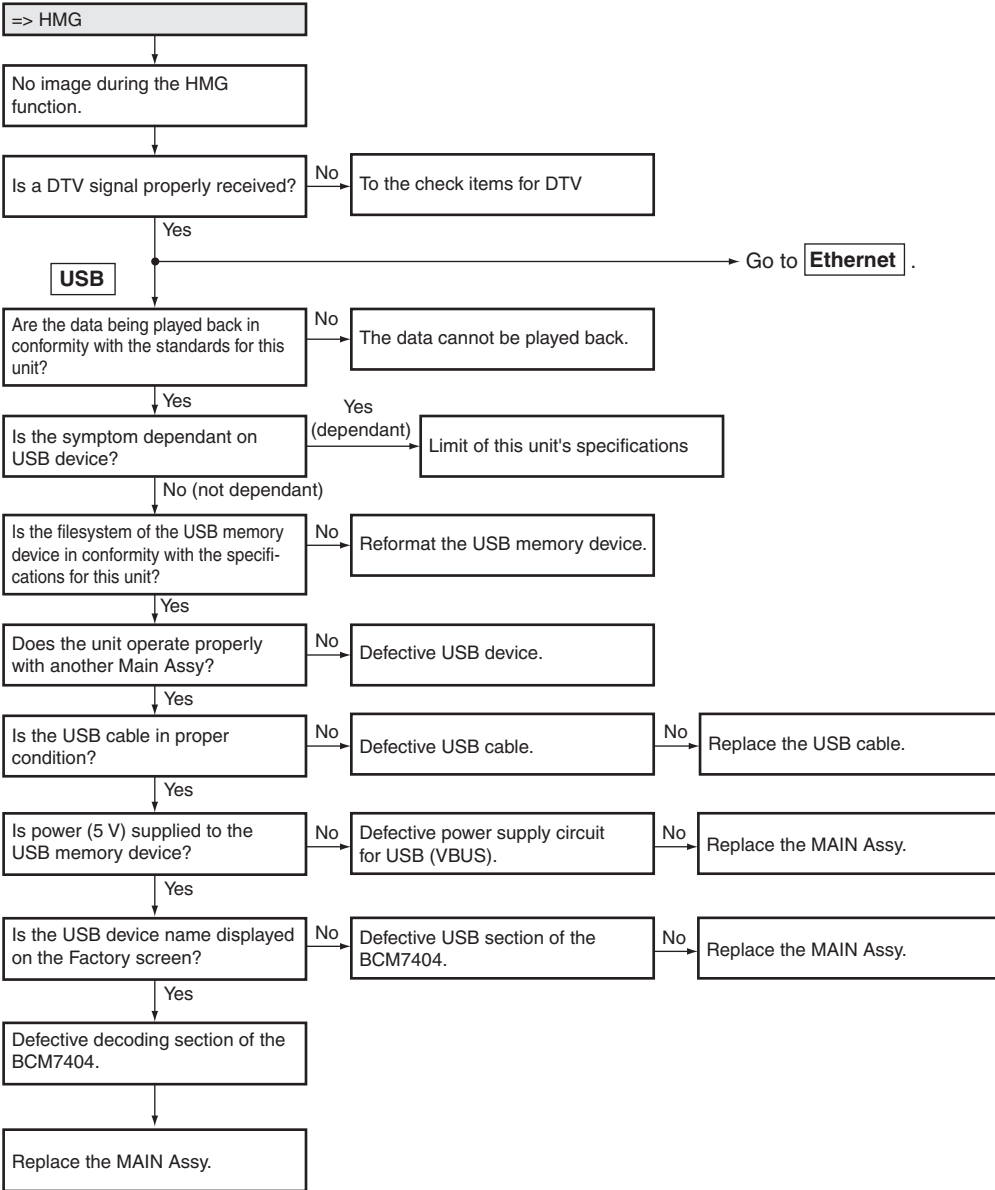 => HMG
No image during the HMG
function.
Is a DTV signal properly received?
No
To the check items for DTV
Yes
Go to Ethernet .
USB
Are the data being played back in
conformity with the standards for this
unit?
No
The data cannot be played back.
Yes
Is the symptom dependant on
USB device?
Yes
(dependant)
Limit of this unit's specifications
No (not dependant)
Is the filesystem of the USB memory
device in conformity with the specifi-
cations for this unit?
No
Reformat the USB memory device.
Yes
Does the unit operate properly
with another Main Assy?
No
Defective USB device.
Yes
Is the USB cable in proper
condition?
No
Defective USB cable.
No
Replace the USB cable.
Yes
Is power (5 V) supplied to the
USB memory device?
No
Defective power supply circuit
for USB (VBUS).
No
Replace the MAIN Assy.
Yes
Is the USB device name displayed
on the Factory screen?
No
Defective USB section of the
BCM7404.
No
Replace the MAIN Assy.
Yes
Defective decoding section of the
BCM7404.
Replace the MAIN Assy.